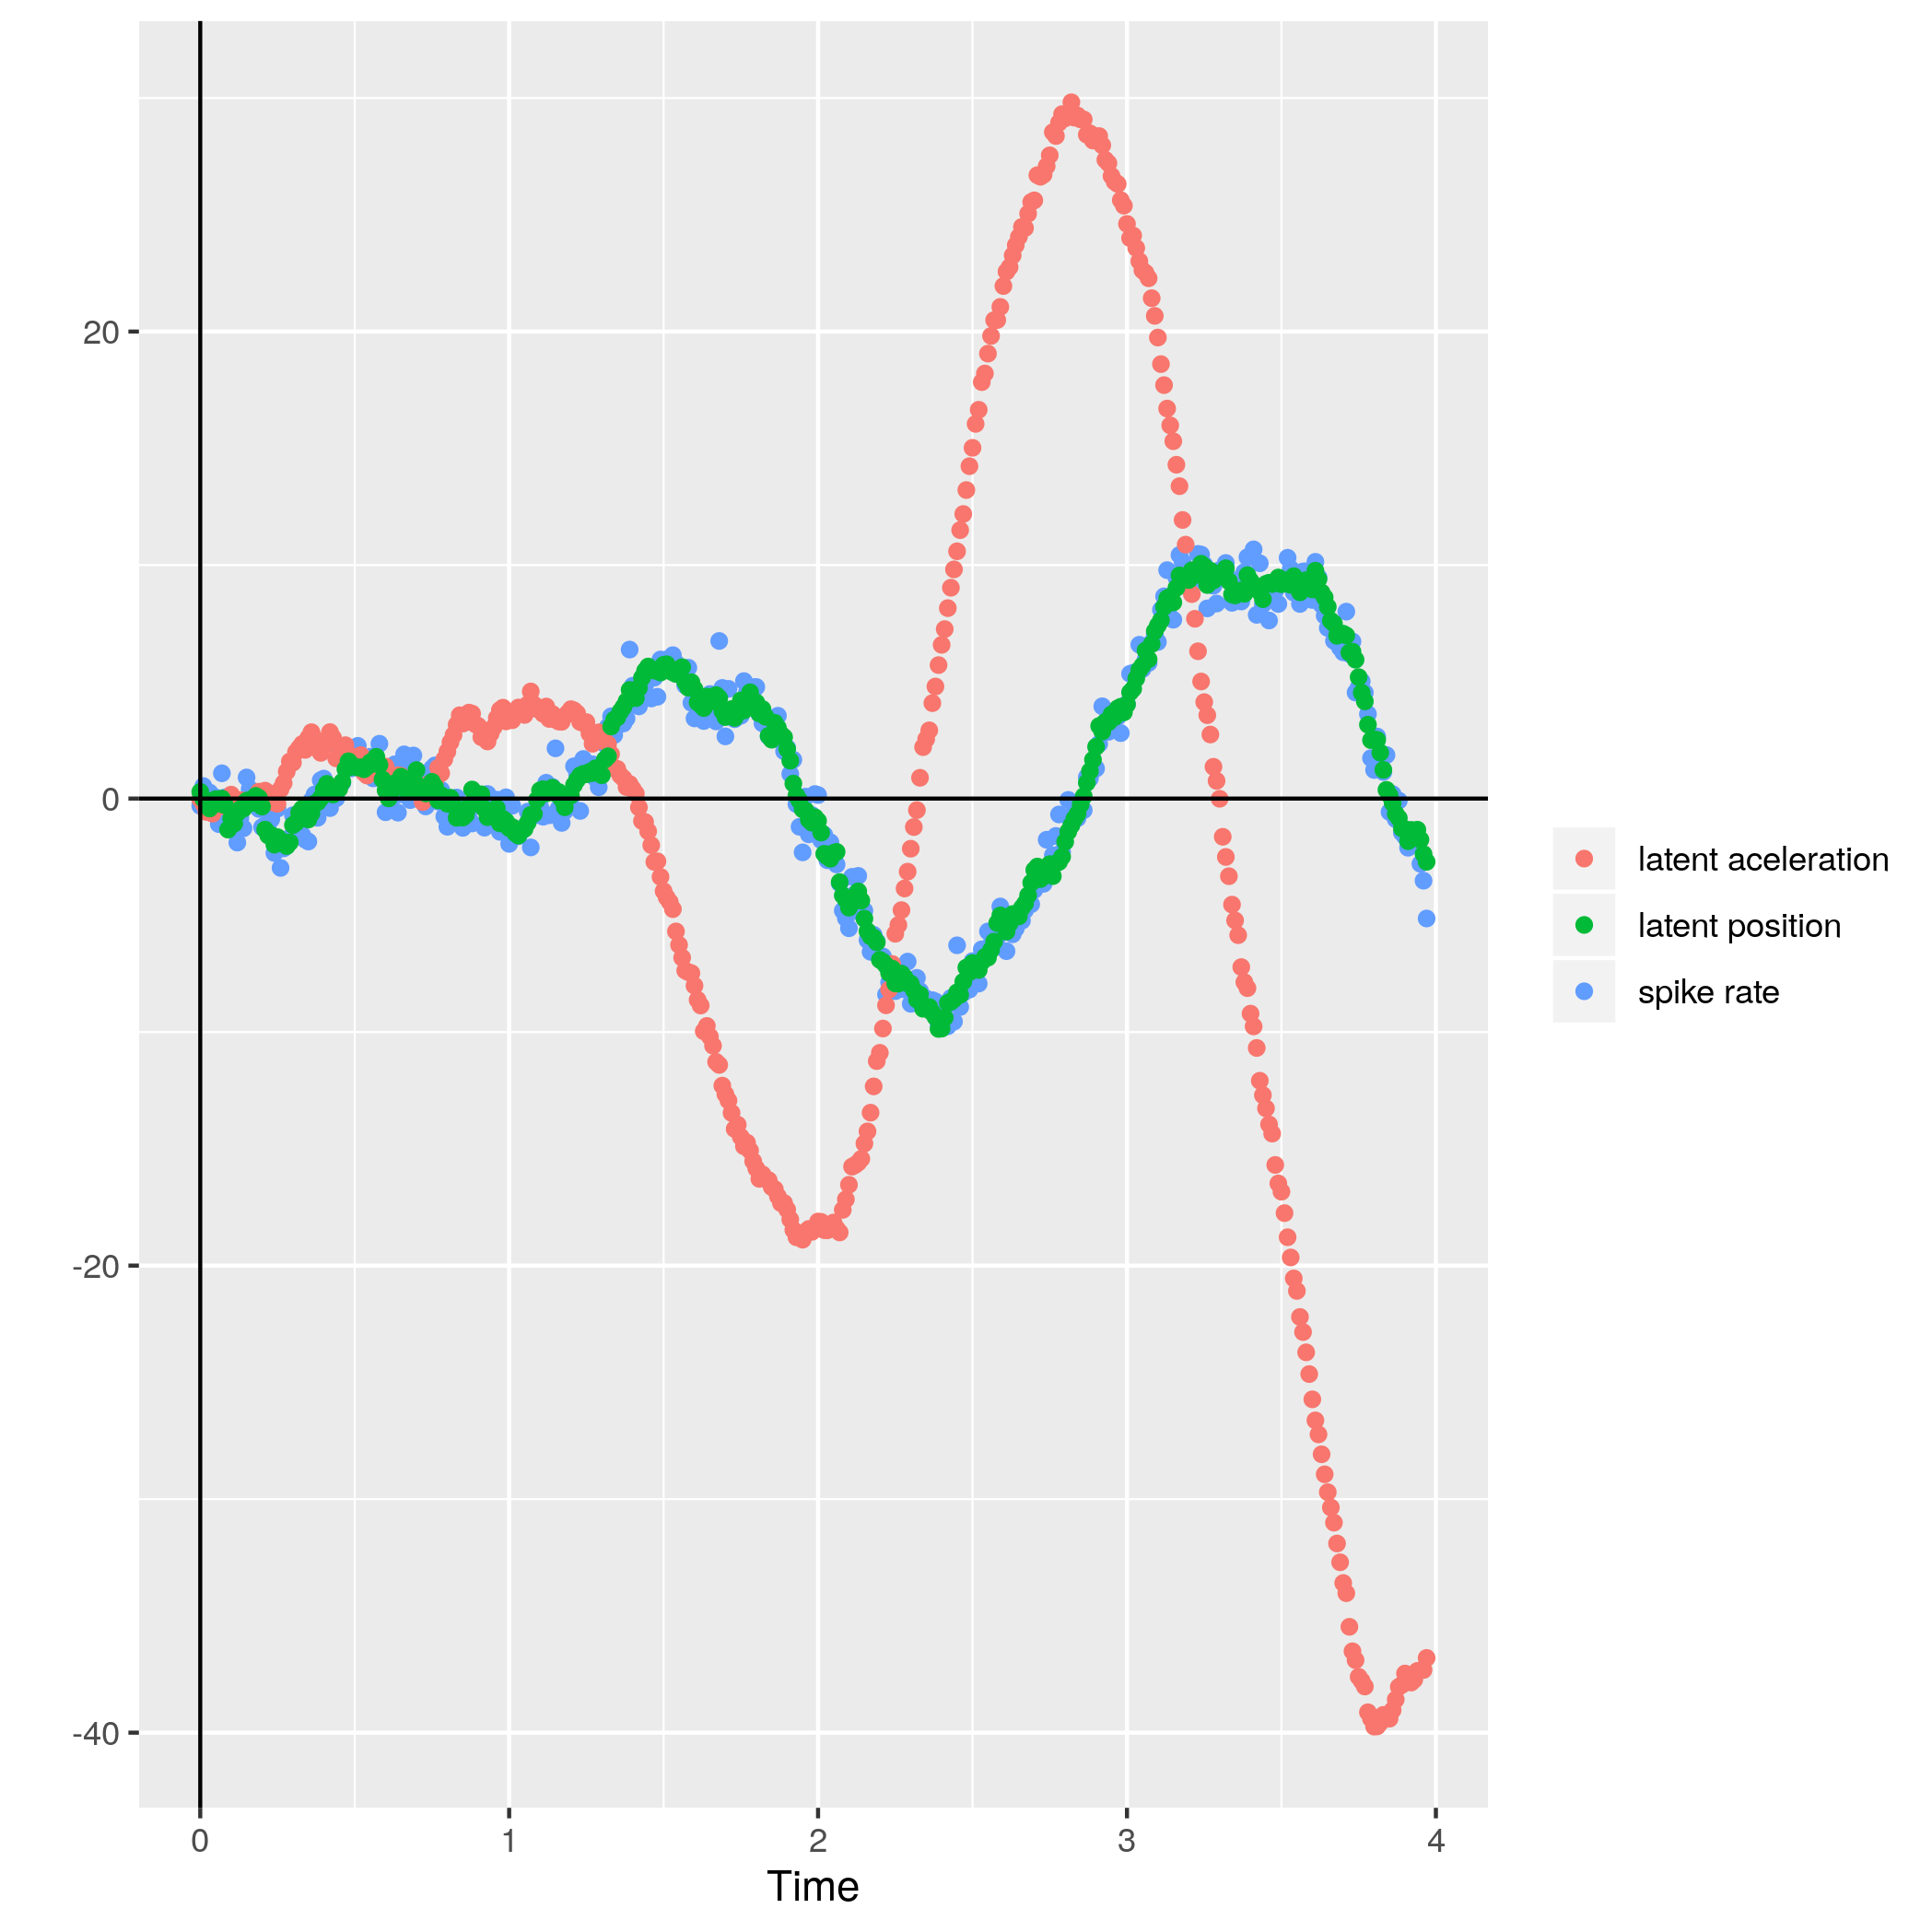 20
0
-20
-40
0 1 2 3 4
Time
latent aceleration
latent position
spike rate